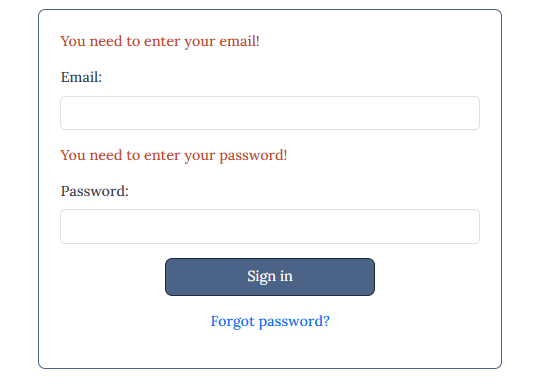 You need to enter your email!
Email:
You need to enter your password!
Password:
Sign in
Forgot password?